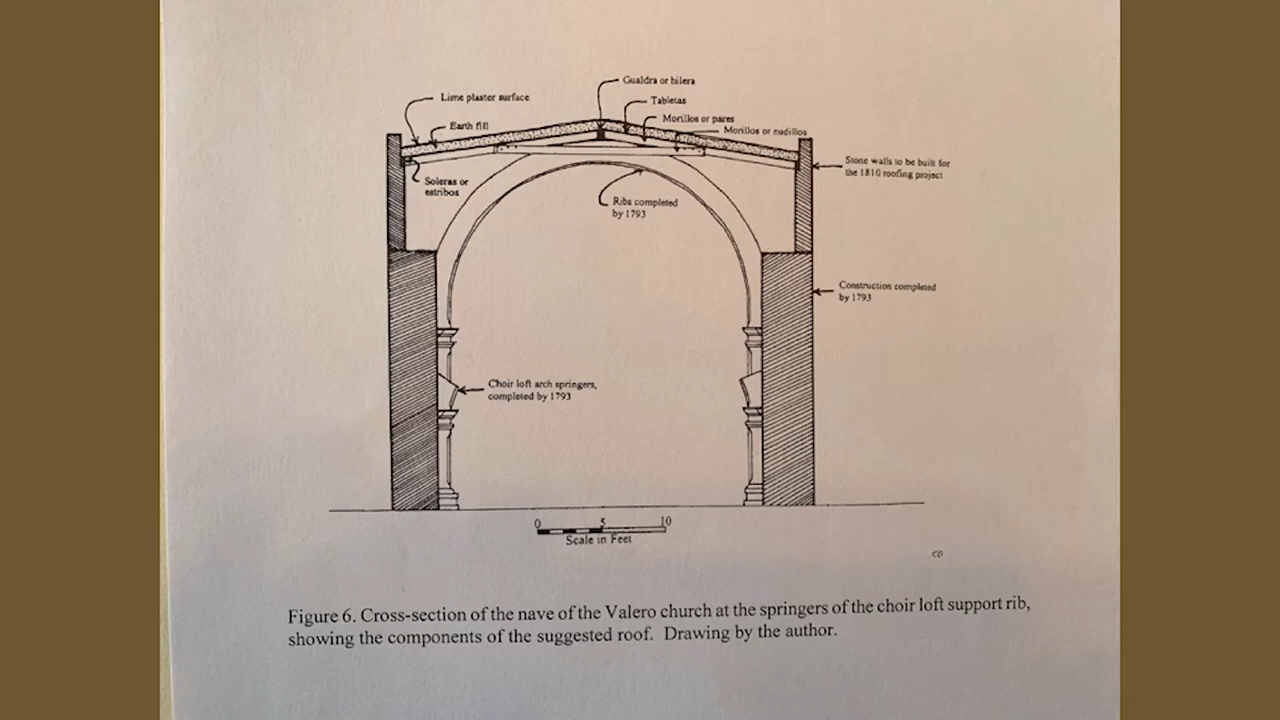 Gualdra or hilera
Lime plaster surface
Tabletas
Morillos or pares
Earth fill
Morillos or nudillos
Stone walls to be built for
the 1810 roofing project
Soleras or
estribos
Ribs completed
by 1793
Construction completed
by 1793
Choir loft arch springers,
completed by 1793
0 5 10
Scale in Feet
Figure 6. Cross-section of the nave of the Valero church at the springers of the choir loft support rib,
showing the components of the suggested roof. Drawing by the author.